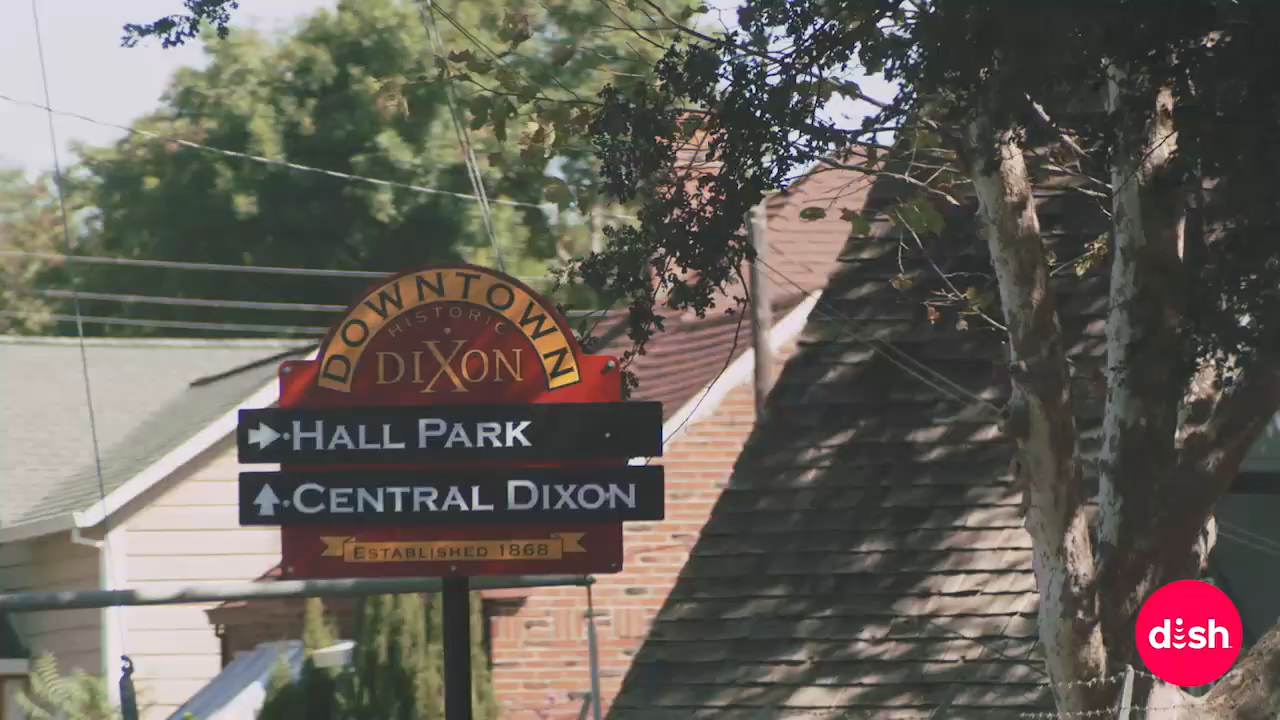 DOWNTOWN
HISTORIC
DIXON
HALL PARK
CENTRAL DIXON
ESTABLISHED 1868
dish